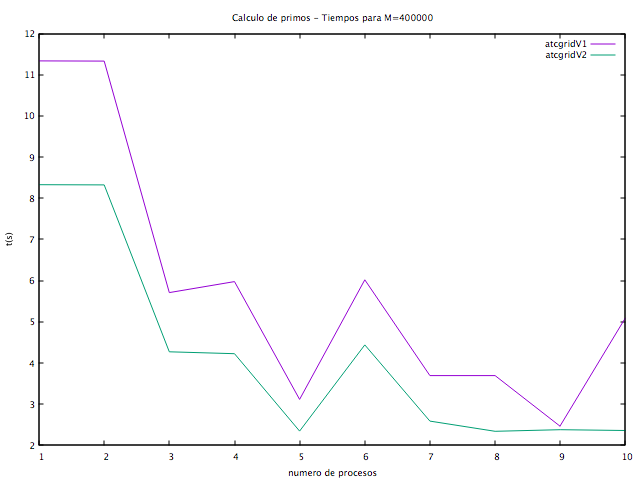 Calculo de primos - Tiempos para M=400000
atcgridV1
atcgridV2
12
11
10
9
8
7
6
5
4
3
2
t(s)
1 2 3 4 5 6 7 8 9 10
numero de procesos